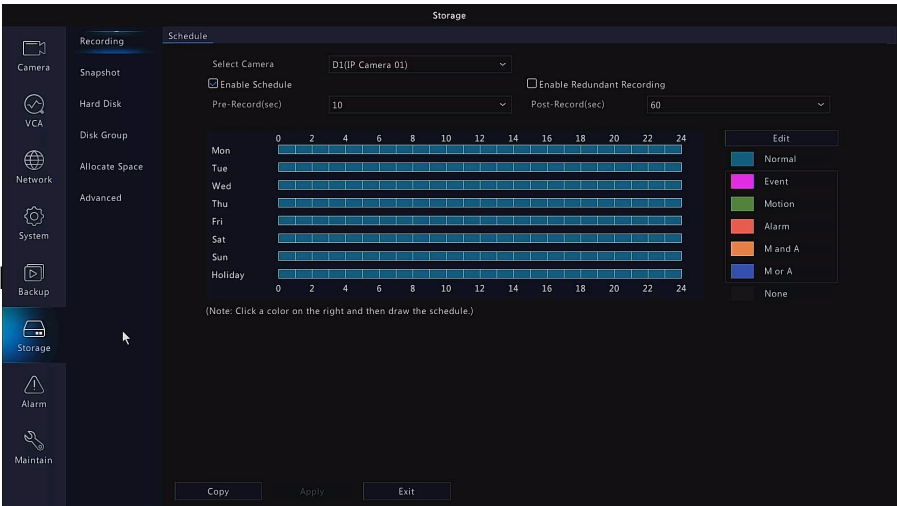 Storage
Camera
VCA
Network
System
Backup
Storage
Alarm
Maintain
Recording
Snapshot
Hard Disk
Disk Group
Allocate Space
Advanced
Schedule
Select Camera D1(IP Camera 01)
Enable Schedule Enable Redundant Recording
Pre-Record(sec) 10 Post-Record(sec) 60
0 2 4 6 8 10 12 14 16 18 20 22 24
Mon
Tue
Wed
Thu
Fri
Sat
Sun
Holiday
0 2 4 6 8 10 12 14 16 18 20 22 24
Edit
Normal
Event
Motion
Alarm
M and A
M or A
None
(Note: Click a color on the right and then draw the schedule.)
Copy Apply Exit